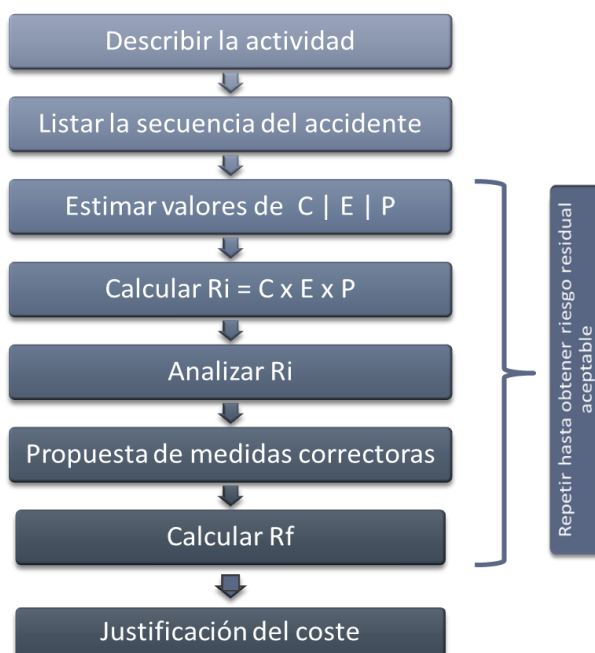 Describir la actividad
Listar la secuencia del accidente
Estimar valores de C | E | P
Calcular Ri = C x E x P
Analizar Ri
Propuesta de medidas correctoras
Calcular Rf
Justificación del coste
Repetir hasta obtener riesgo residual
aceptable